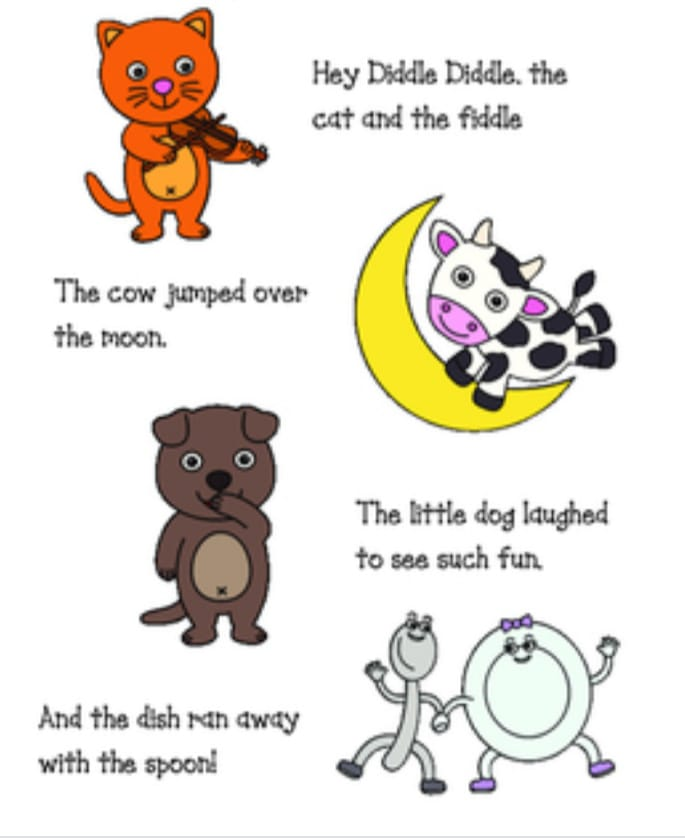 Hey Diddle Diddle, the
cat and the fiddle
The cow jumped over
the moon.
The little dog laughed
to see such fun.
And the dish ran away
with the spoon!